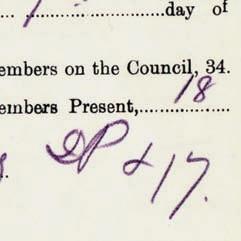 day of
embers on the Council, 34.
embers Present, 18
DP + 17.